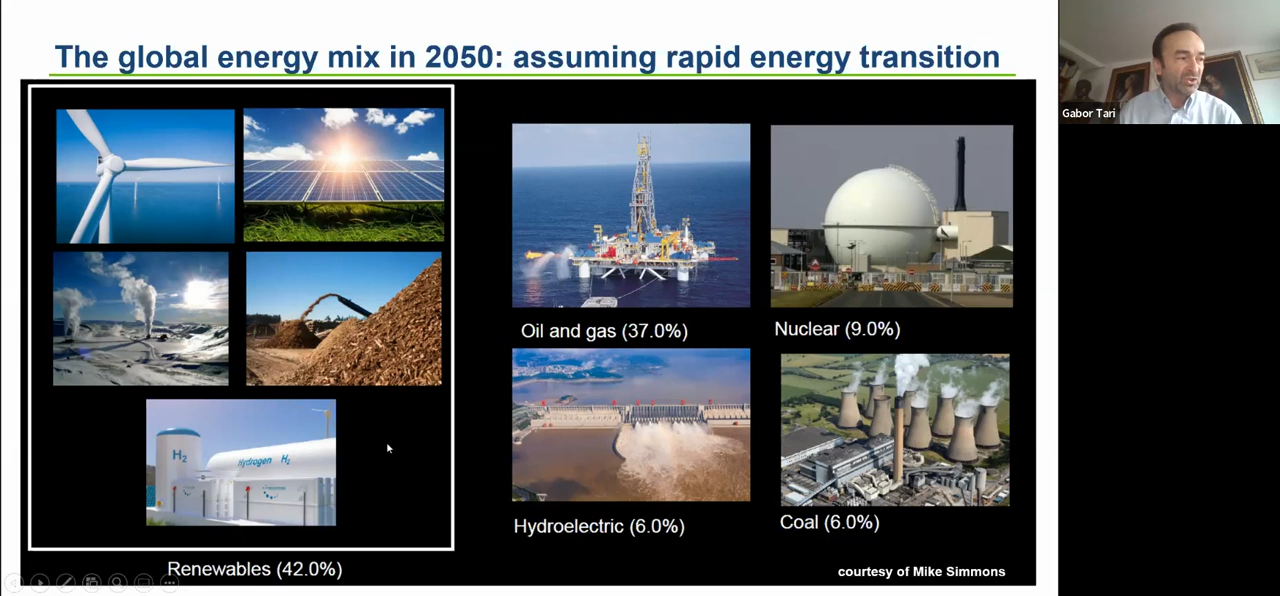 The global energy mix in 2050: assuming rapid energy transition
Gabor Tari
H₂
Hydrogen H₂
Oil and gas (37.0%)
Nuclear (9.0%)
Hydroelectric (6.0%)
Coal (6.0%)
Renewables (42.0%)
courtesy of Mike Simmons